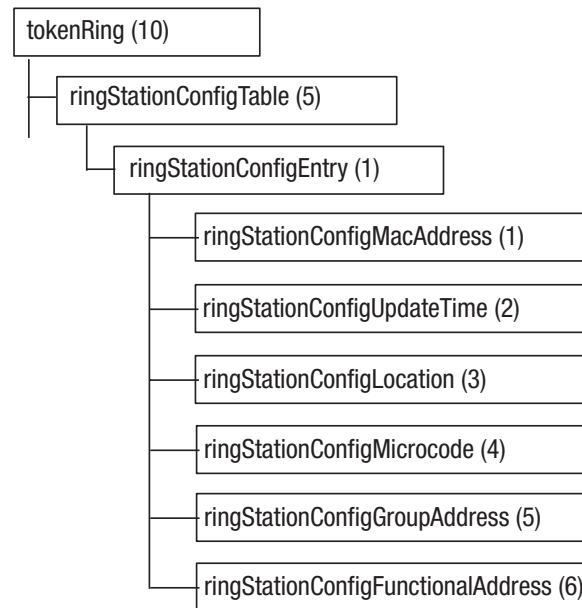 tokenRing (10)
ringStationConfigTable (5)
ringStationConfigEntry (1)
ringStationConfigMacAddress (1)
ringStationConfigUpdateTime (2)
ringStationConfigLocation (3)
ringStationConfigMicrocode (4)
ringStationConfigGroupAddress (5)
ringStationConfigFunctionalAddress (6)